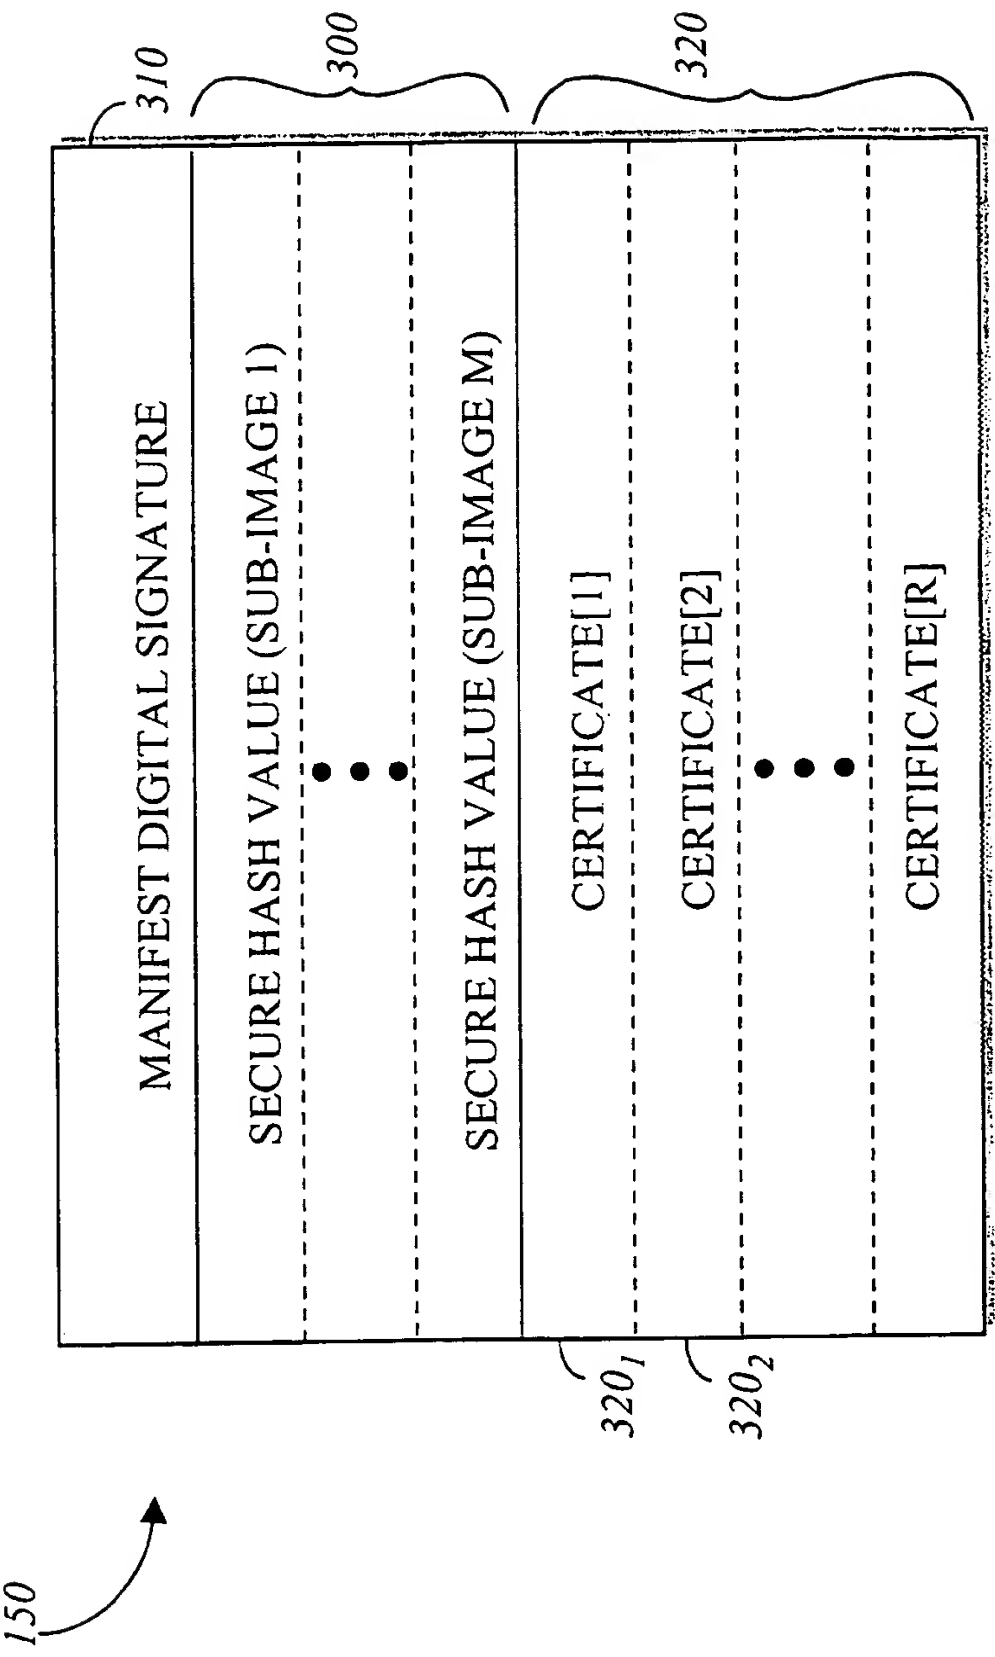 150
310
MANIFEST DIGITAL SIGNATURE
SECURE HASH VALUE (SUB-IMAGE 1)
300
SECURE HASH VALUE (SUB-IMAGE M)
320₁
CERTIFICATE[1]
320
320₂
CERTIFICATE[2]
CERTIFICATE[R]